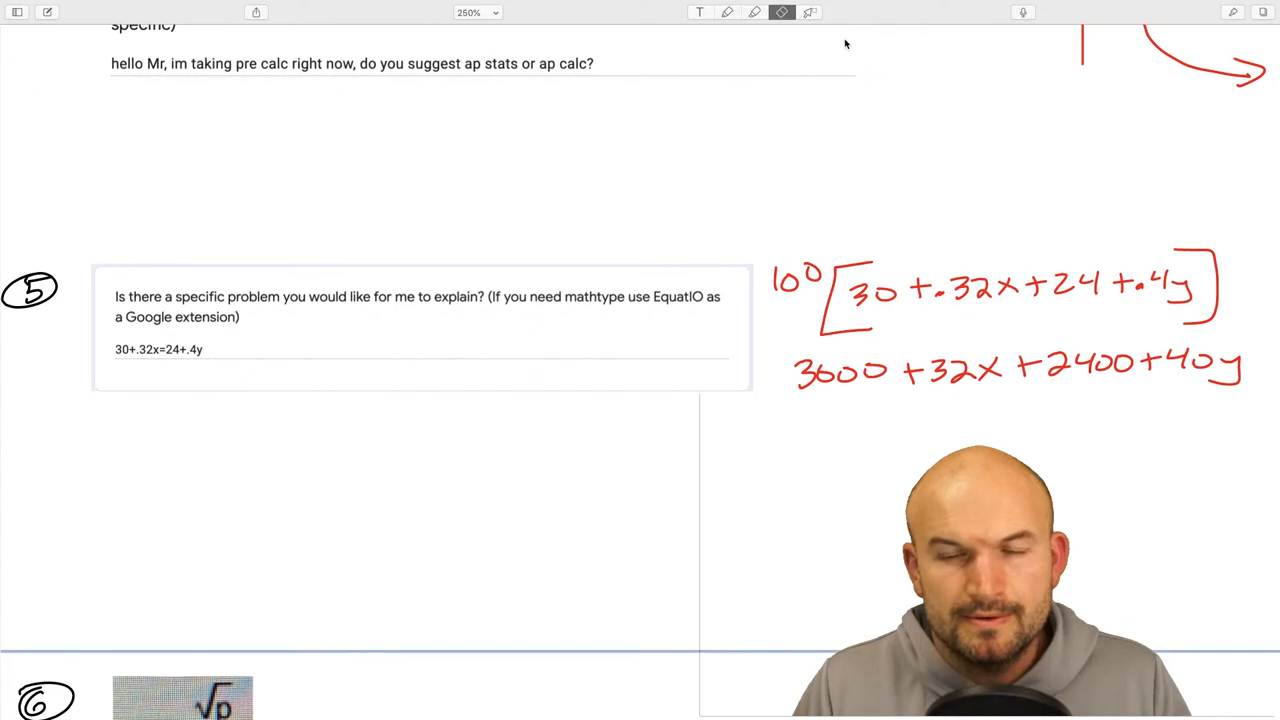 250%
T
specific)
hello Mr, im taking pre calc right now, do you suggest ap stats or ap calc?
5
Is there a specific problem you would like for me to explain? (If you need mathtype use EquatIO as
a Google extension)
30+.32x=24+.4y
100[30+.32x+24+.4y]
3000+32x+2400+40y
6
√p